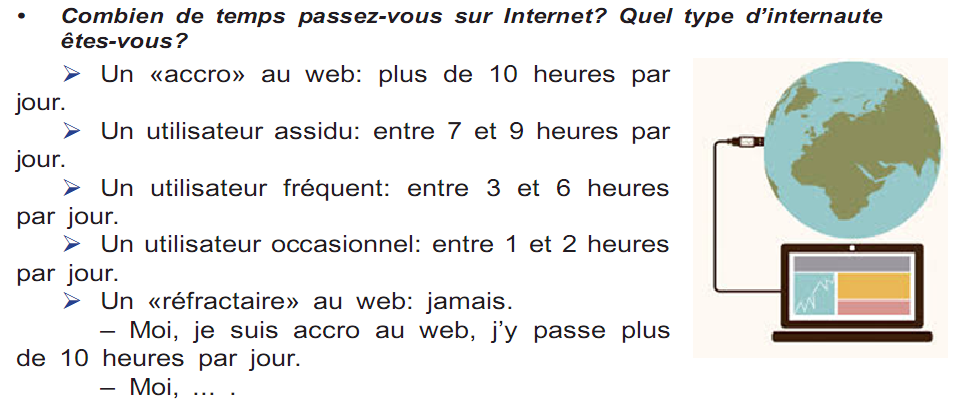 • Combien de temps passez-vous sur Internet? Quel type d’internaute
êtes-vous?
➢ Un «accro» au web: plus de 10 heures par
jour.
➢ Un utilisateur assidu: entre 7 et 9 heures par
jour.
➢ Un utilisateur fréquent: entre 3 et 6 heures
par jour.
➢ Un utilisateur occasionnel: entre 1 et 2 heures
par jour.
➢ Un «réfractaire» au web: jamais.
– Moi, je suis accro au web, j’y passe plus
de 10 heures par jour.
– Moi, ... .